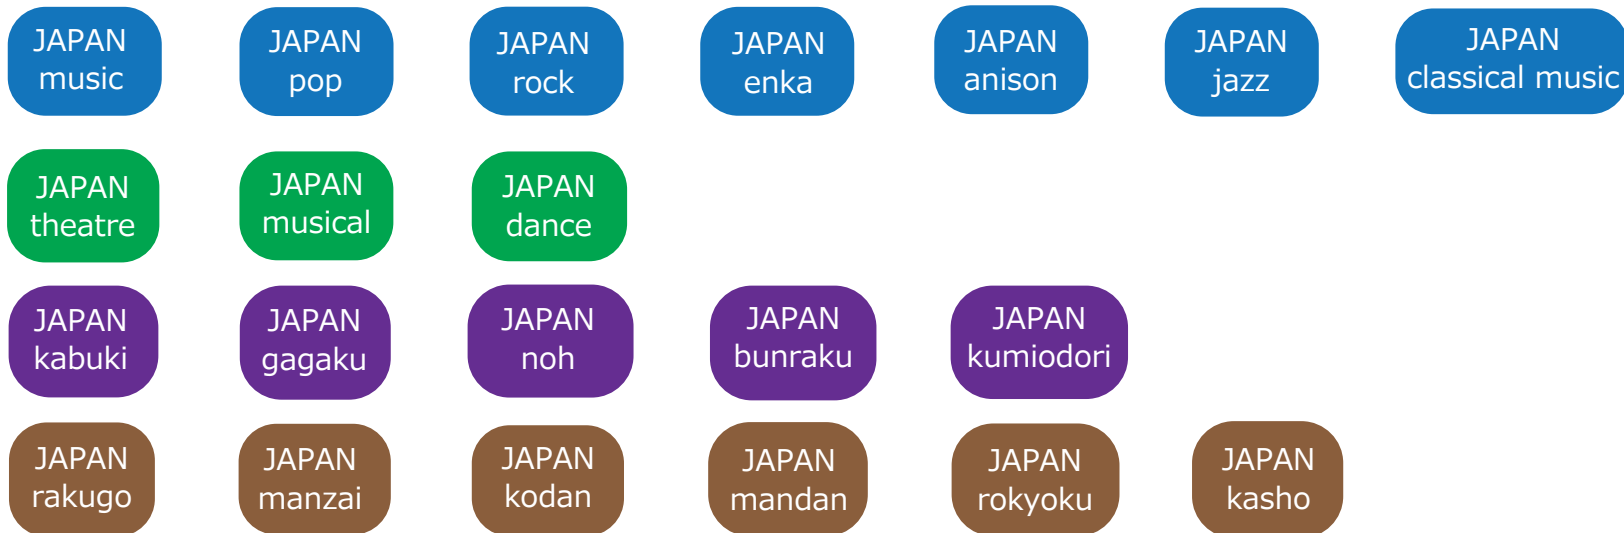 JAPAN
music
JAPAN
pop
JAPAN
rock
JAPAN
enka
JAPAN
anison
JAPAN
jazz
JAPAN
classical music
JAPAN
theatre
JAPAN
musical
JAPAN
dance
JAPAN
kabuki
JAPAN
gagaku
JAPAN
noh
JAPAN
bunraku
JAPAN
kumiodori
JAPAN
rakugo
JAPAN
manzai
JAPAN
kodan
JAPAN
mandan
JAPAN
rokyoku
JAPAN
kasho